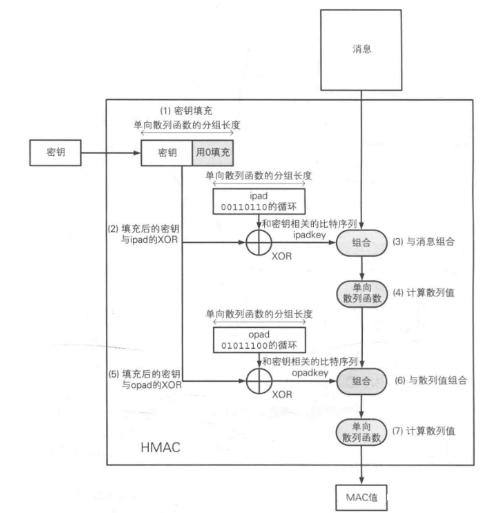 消息
(1) 密钥填充
单向散列函数的分组长度
密钥
密钥
用0填充
单向散列函数的分组长度
ipad
00110110的循环
(2) 填充后的密钥
与ipad的XOR
和密钥相关的比特序列
ipadkey
XOR
组合
(3) 与消息组合
单向
散列函数
(4) 计算散列值
单向散列函数的分组长度
opad
01011100的循环
(5) 填充后的密钥
与opad的XOR
和密钥相关的比特序列
opadkey
XOR
组合
(6) 与散列值组合
单向
散列函数
(7) 计算散列值
HMAC
MAC值